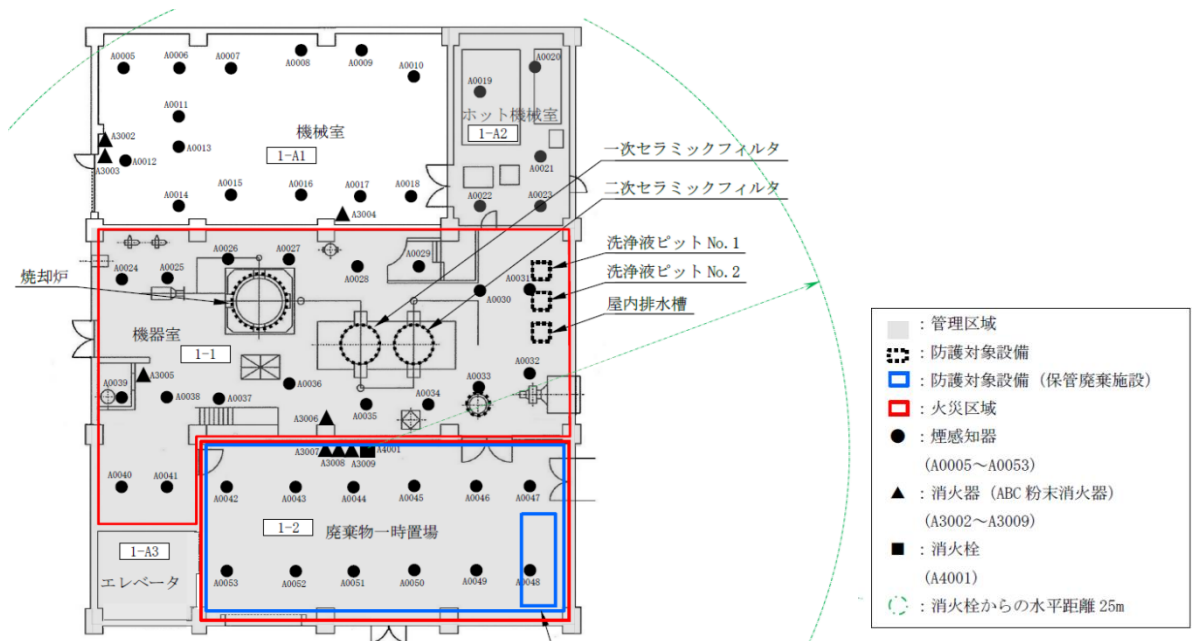 A0005 A0006 A0007 A0008 A0009 A0010
A0019
A0020
A0011
A3002
A3003
A0012
A0013
機械室
1-A1
ホット機械室
1-A2
A0021
A0014
A0015
A0016
A0017
A0018
A3004
A0022
A0023
一次セラミックフィルタ
二次セラミックフィルタ
洗浄液ピット No.1
洗浄液ピット No.2
屋内排水槽
焼却炉
A0024
A0025
A0026
A0027
A0028
A0029
A0030
A0031
機器室
1-1
A3005
A0039
A0038
A0037
A0036
A0035
A0034
A0033
A0032
A3006
A3007
A3008
A3009
A4001
A0040
A0041
A0042
A0043
A0044
A0045
A0046
A0047
1-2
廃棄物一時置場
1-A3
エレベータ
A0053
A0052
A0051
A0050
A0049
A0048
：管理区域
：防護対象設備
：防護対象設備（保管廃棄施設）
：火災区域
：煙感知器
(A0005～A0053)
：消火器（ABC 粉末消火器）
(A3002～A3009)
：消火栓
(A4001)
：消火栓からの水平距離 25m